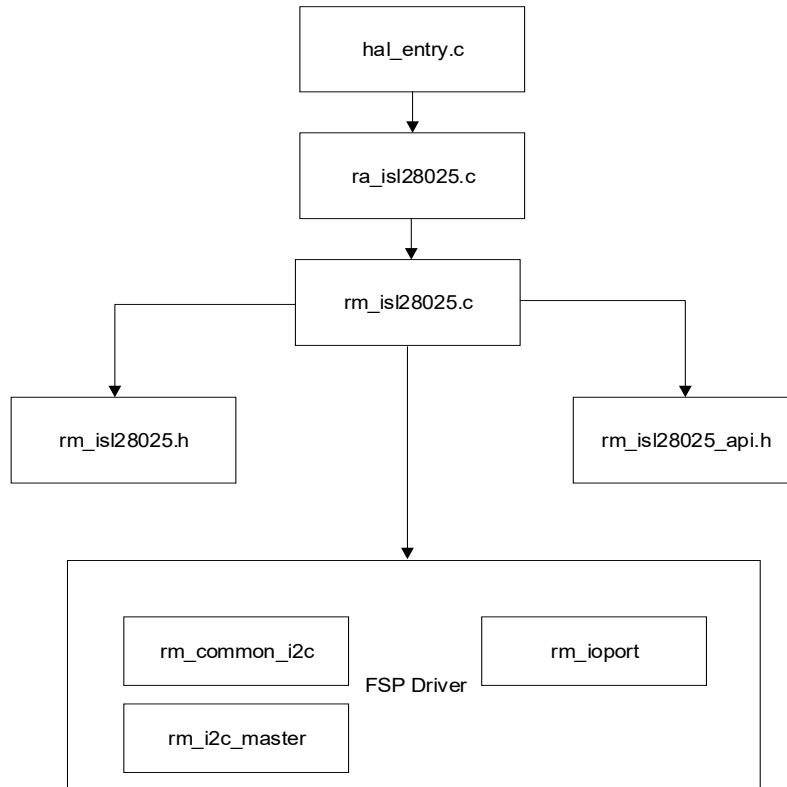 hal_entry.c
ra_isl28025.c
rm_isl28025.c
rm_isl28025.h
rm_isl28025_api.h
rm_common_i2c
rm_ioport
FSP Driver
rm_i2c_master